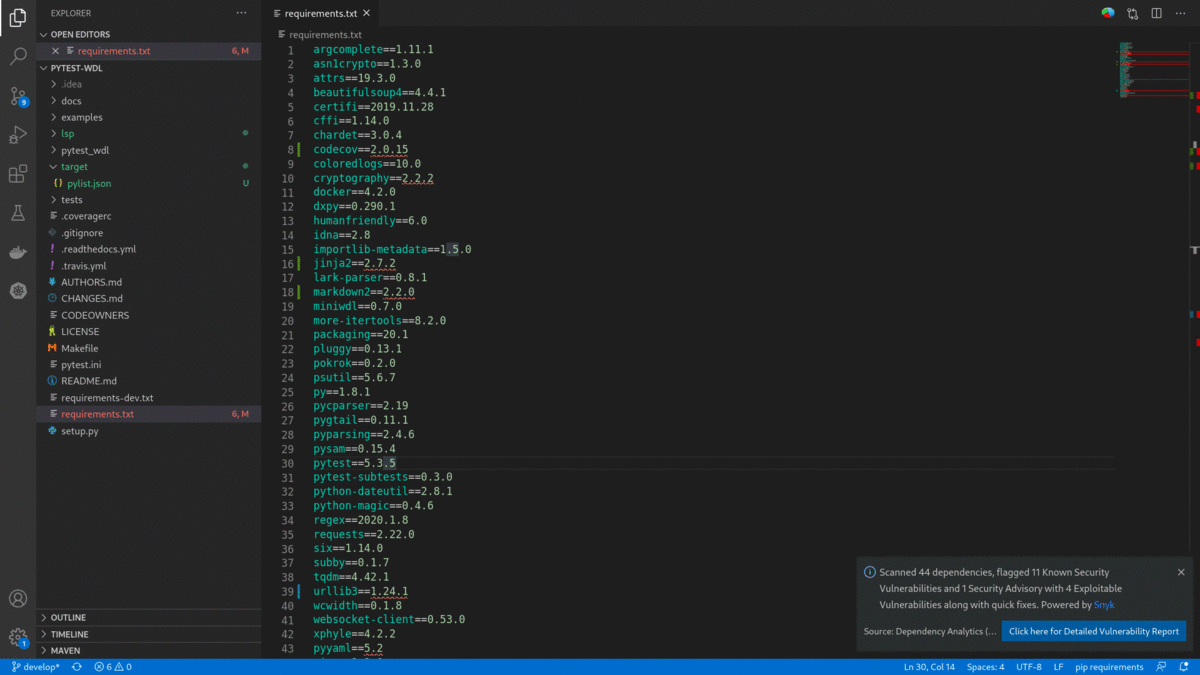 EXPLORER
OPEN EDITORS
requirements.txt 6, M
PYTEST-WDL
.idea
docs
examples
lsp
pytest_wdl
target
{} pylist.json U
tests
.coveragerc
.gitignore
! .readthedocs.yml
! .travis.yml
AUTHORS.md
CHANGES.md
CODEOWNERS
LICENSE
Makefile
pytest.ini
README.md
requirements-dev.txt
requirements.txt 6, M
setup.py
OUTLINE
TIMELINE
MAVEN
9
1
requirements.txt
requirements.txt
1 argcomplete==1.11.1
2 asn1crypto==1.3.0
3 attrs==19.3.0
4 beautifulsoup4==4.4.1
5 certifi==2019.11.28
6 cffi==1.14.0
7 chardet==3.0.4
8 codecov==2.0.15
9 coloredlogs==10.0
10 cryptography==2.2.2
11 docker==4.2.0
12 dxpy==0.290.1
13 humanfriendly==6.0
14 idna==2.8
15 importlib-metadata==1.5.0
16 jinja2==2.7.2
17 lark-parser==0.8.1
18 markdown2==2.2.0
19 miniwdl==0.7.0
20 more-itertools==8.2.0
21 packaging==20.1
22 pluggy==0.13.1
23 pokrok==0.2.0
24 psutil==5.6.7
25 py==1.8.1
26 pycparser==2.19
27 pygtail==0.11.1
28 pyparsing==2.4.6
29 pysam==0.15.4
30 pytest==5.3.5
31 pytest-subtests==0.3.0
32 python-dateutil==2.8.1
33 python-magic==0.4.6
34 regex==2020.1.8
35 requests==2.22.0
36 six==1.14.0
37 subby==0.1.7
38 tqdm==4.42.1
39 urllib3==1.24.1
40 wcwidth==0.1.8
41 websocket-client==0.53.0
42 xphyle==4.2.2
43 pyyaml==5.2
Scanned 44 dependencies, flagged 11 Known Security
Vulnerabilities and 1 Security Advisory with 4 Exploitable
Vulnerabilities along with quick fixes. Powered by Snyk
Source: Dependency Analytics (...
Click here for Detailed Vulnerability Report
develop* 6 0 Ln 30, Col 14 Spaces: 4 UTF-8 LF pip requirements